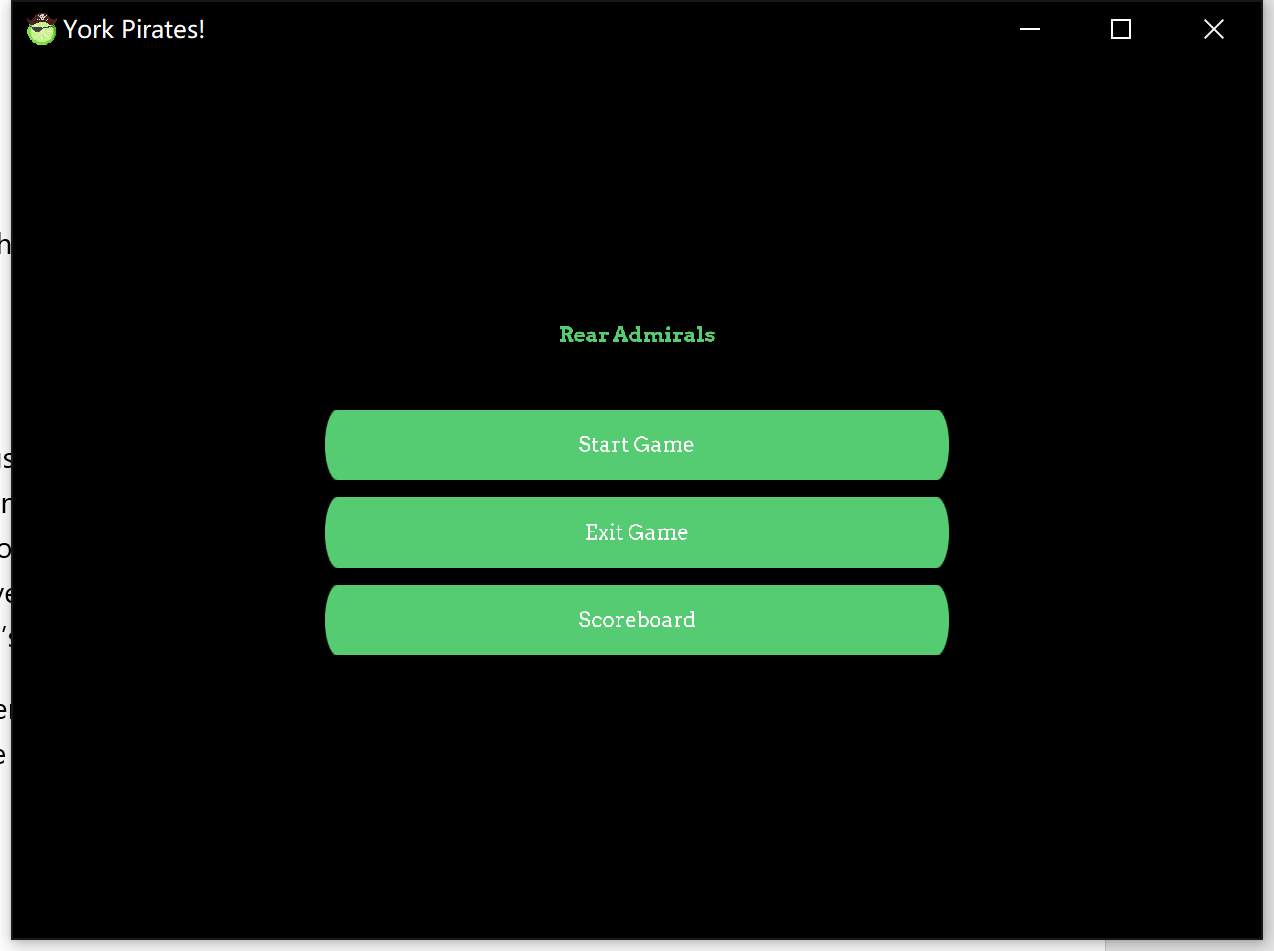 York Pirates!
Rear Admirals
Start Game
Exit Game
Scoreboard